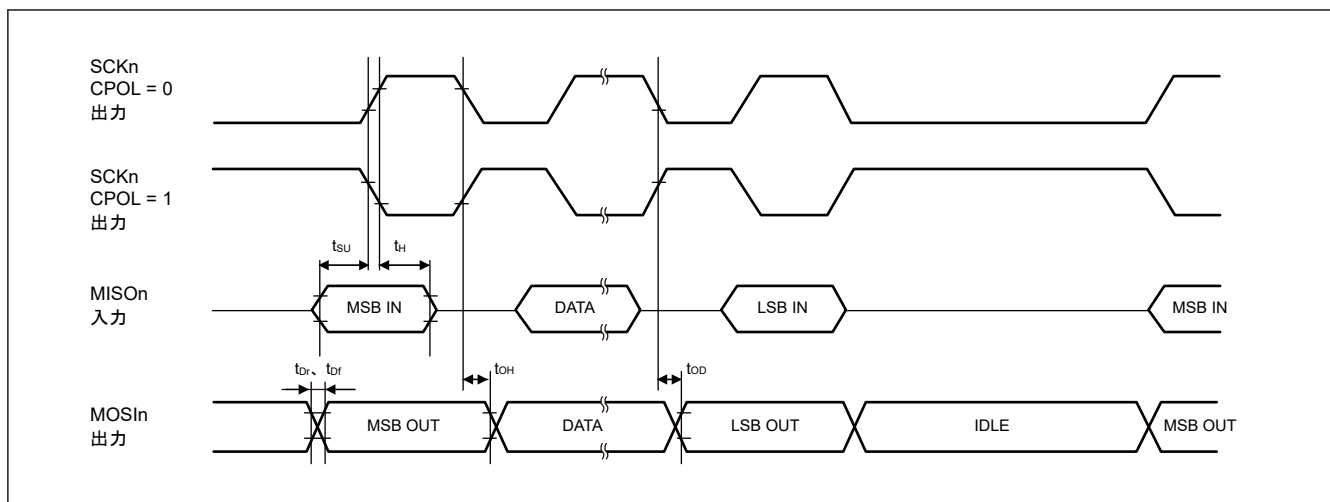 SCKn
CPOL = 0
出力
SCKn
CPOL = 1
出力
tSU
tH
MISOn
入力
MSB IN
DATA
LSB IN
MSB IN
tDr、 tDf
tOH
tOD
MOSIn
出力
MSB OUT
DATA
LSB OUT
IDLE
MSB OUT